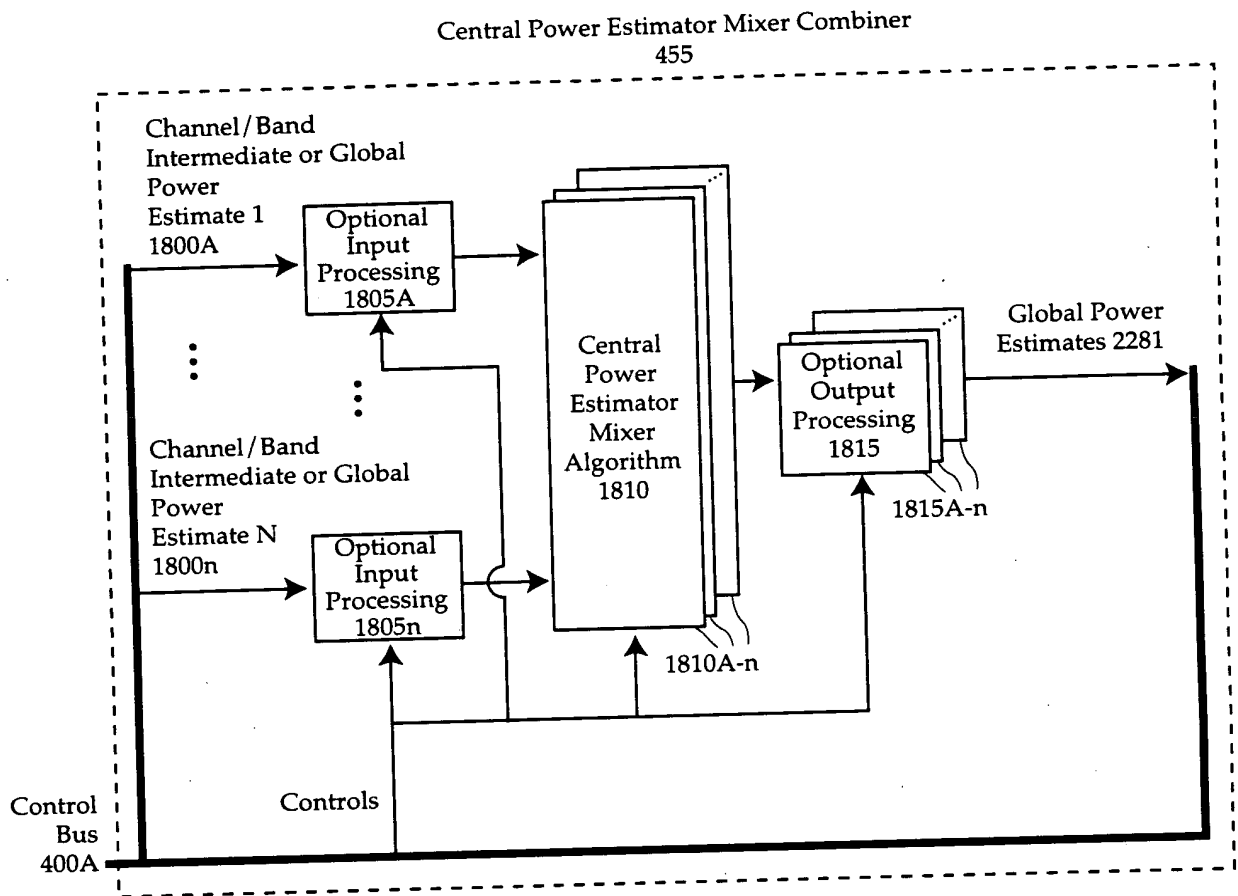 Central Power Estimator Mixer Combiner
455
Channel/Band
Intermediate or Global
Power
Estimate 1
1800A
Optional
Input
Processing
1805A
Central
Power
Estimator
Mixer
Algorithm
1810
Optional
Output
Processing
1815
Global Power
Estimates 2281
Channel/Band
Intermediate or Global
Power
Estimate N
1800n
Optional
Input
Processing
1805n
1815A-n
1810A-n
Controls
Control
Bus
400A